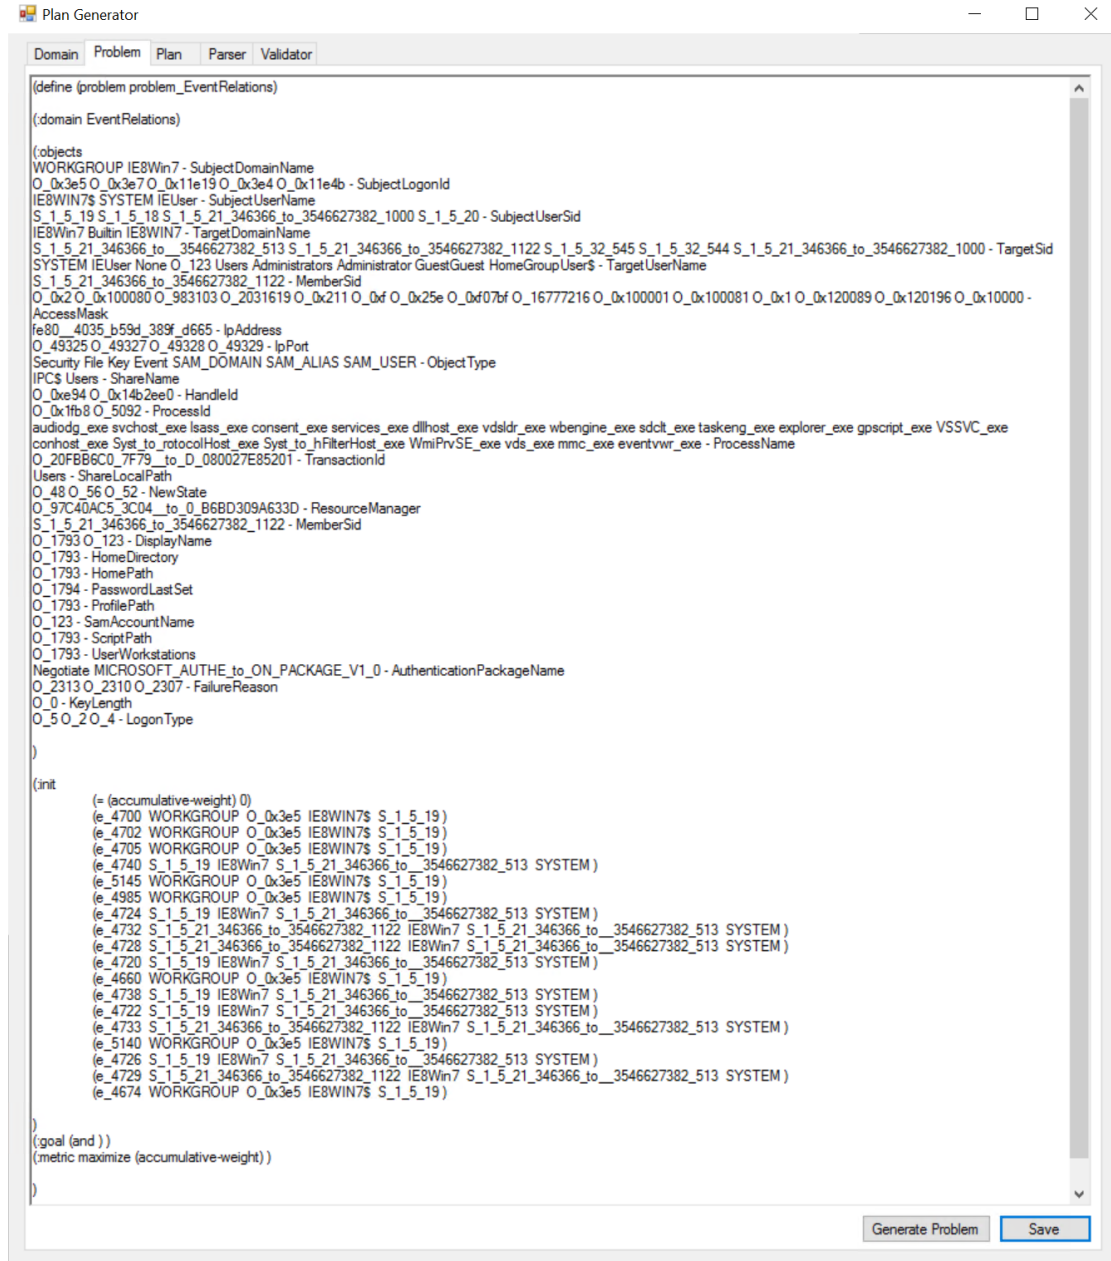 Plan Generator
Domain Problem Plan Parser Validator
(define (problem problem_EventRelations)
(:domain EventRelations)
(:objects
WORKGROUP IE8Win7 - SubjectDomainName
O_0x3e5 O_0x3e7 O_0x11e19 O_0x3e4 O_0x11e4b - SubjectLogonId
IE8WIN7$ SYSTEM IEUser - SubjectUserName
S_1_5_19 S_1_5_18 S_1_5_21_346366_to_3546627382_1000 S_1_5_20 - SubjectUserSid
IE8Win7 Builtin IE8WIN7 - TargetDomainName
S_1_5_21_346366_to__3546627382_513 S_1_5_21_346366_to_3546627382_1122 S_1_5_32_545 S_1_5_32_544 S_1_5_21_346366_to_3546627382_1000 - TargetSid
SYSTEM IEUser None O_123 Users Administrators Administrator GuestGuest HomeGroupUser$ - TargetUserName
S_1_5_21_346366_to_3546627382_1122 - MemberSid
O_0x2 O_0x100080 O_983103 O_2031619 O_0x211 O_0xf O_0x25e O_0xf07bf O_16777216 O_0x100001 O_0x100081 O_0x1 O_0x120089 O_0x120196 O_0x10000 -
AccessMask
fe80__4035_b59d_389f_d665 - IpAddress
O_49325 O_49327 O_49328 O_49329 - IpPort
Security File Key Event SAM_DOMAIN SAM_ALIAS SAM_USER - ObjectType
IPC$ Users - ShareName
O_0xe94 O_0x14b2ee0 - HandleId
O_0x1fb8 O_5092 - ProcessId
audiodg_exe svchost_exe lsass_exe consent_exe services_exe dllhost_exe vdsldr_exe wbengine_exe sdclt_exe taskeng_exe explorer_exe gpscript_exe VSSVC_exe
conhost_exe Syst_to_rotocolHost_exe Syst_to_hFilterHost_exe WmiPrvSE_exe vds_exe mmc_exe eventvwr_exe - ProcessName
O_20FBB6C0_7F79__to_D_080027E85201 - TransactionId
Users - ShareLocalPath
O_48 O_56 O_52 - NewState
O_97C40AC5_3C04__to_0_B6BD309A633D - ResourceManager
S_1_5_21_346366_to_3546627382_1122 - MemberSid
O_1793 O_123 - DisplayName
O_1793 - HomeDirectory
O_1793 - HomePath
O_1794 - PasswordLastSet
O_1793 - ProfilePath
O_123 - SamAccountName
O_1793 - ScriptPath
O_1793 - UserWorkstations
Negotiate MICROSOFT_AUTHE_to_ON_PACKAGE_V1_0 - AuthenticationPackageName
O_2313 O_2310 O_2307 - FailureReason
O_0 - KeyLength
O_5 O_2 O_4 - LogonType
)
(:init
(= (accumulative-weight) 0)
(e_4700 WORKGROUP O_0x3e5 IE8WIN7$ S_1_5_19 )
(e_4702 WORKGROUP O_0x3e5 IE8WIN7$ S_1_5_19 )
(e_4705 WORKGROUP O_0x3e5 IE8WIN7$ S_1_5_19 )
(e_4740 S_1_5_19 IE8Win7 S_1_5_21_346366_to__3546627382_513 SYSTEM )
(e_5145 WORKGROUP O_0x3e5 IE8WIN7$ S_1_5_19 )
(e_4985 WORKGROUP O_0x3e5 IE8WIN7$ S_1_5_19 )
(e_4724 S_1_5_19 IE8Win7 S_1_5_21_346366_to__3546627382_513 SYSTEM )
(e_4732 S_1_5_21_346366_to_3546627382_1122 IE8Win7 S_1_5_21_346366_to__3546627382_513 SYSTEM )
(e_4728 S_1_5_21_346366_to_3546627382_1122 IE8Win7 S_1_5_21_346366_to__3546627382_513 SYSTEM )
(e_4720 S_1_5_19 IE8Win7 S_1_5_21_346366_to__3546627382_513 SYSTEM )
(e_4660 WORKGROUP O_0x3e5 IE8WIN7$ S_1_5_19 )
(e_4738 S_1_5_19 IE8Win7 S_1_5_21_346366_to__3546627382_513 SYSTEM )
(e_4722 S_1_5_19 IE8Win7 S_1_5_21_346366_to__3546627382_513 SYSTEM )
(e_4733 S_1_5_21_346366_to_3546627382_1122 IE8Win7 S_1_5_21_346366_to__3546627382_513 SYSTEM )
(e_5140 WORKGROUP O_0x3e5 IE8WIN7$ S_1_5_19 )
(e_4726 S_1_5_19 IE8Win7 S_1_5_21_346366_to__3546627382_513 SYSTEM )
(e_4729 S_1_5_21_346366_to_3546627382_1122 IE8Win7 S_1_5_21_346366_to__3546627382_513 SYSTEM )
(e_4674 WORKGROUP O_0x3e5 IE8WIN7$ S_1_5_19 )
)
(:goal (and ) )
(:metric maximize (accumulative-weight) )
)
Generate Problem Save